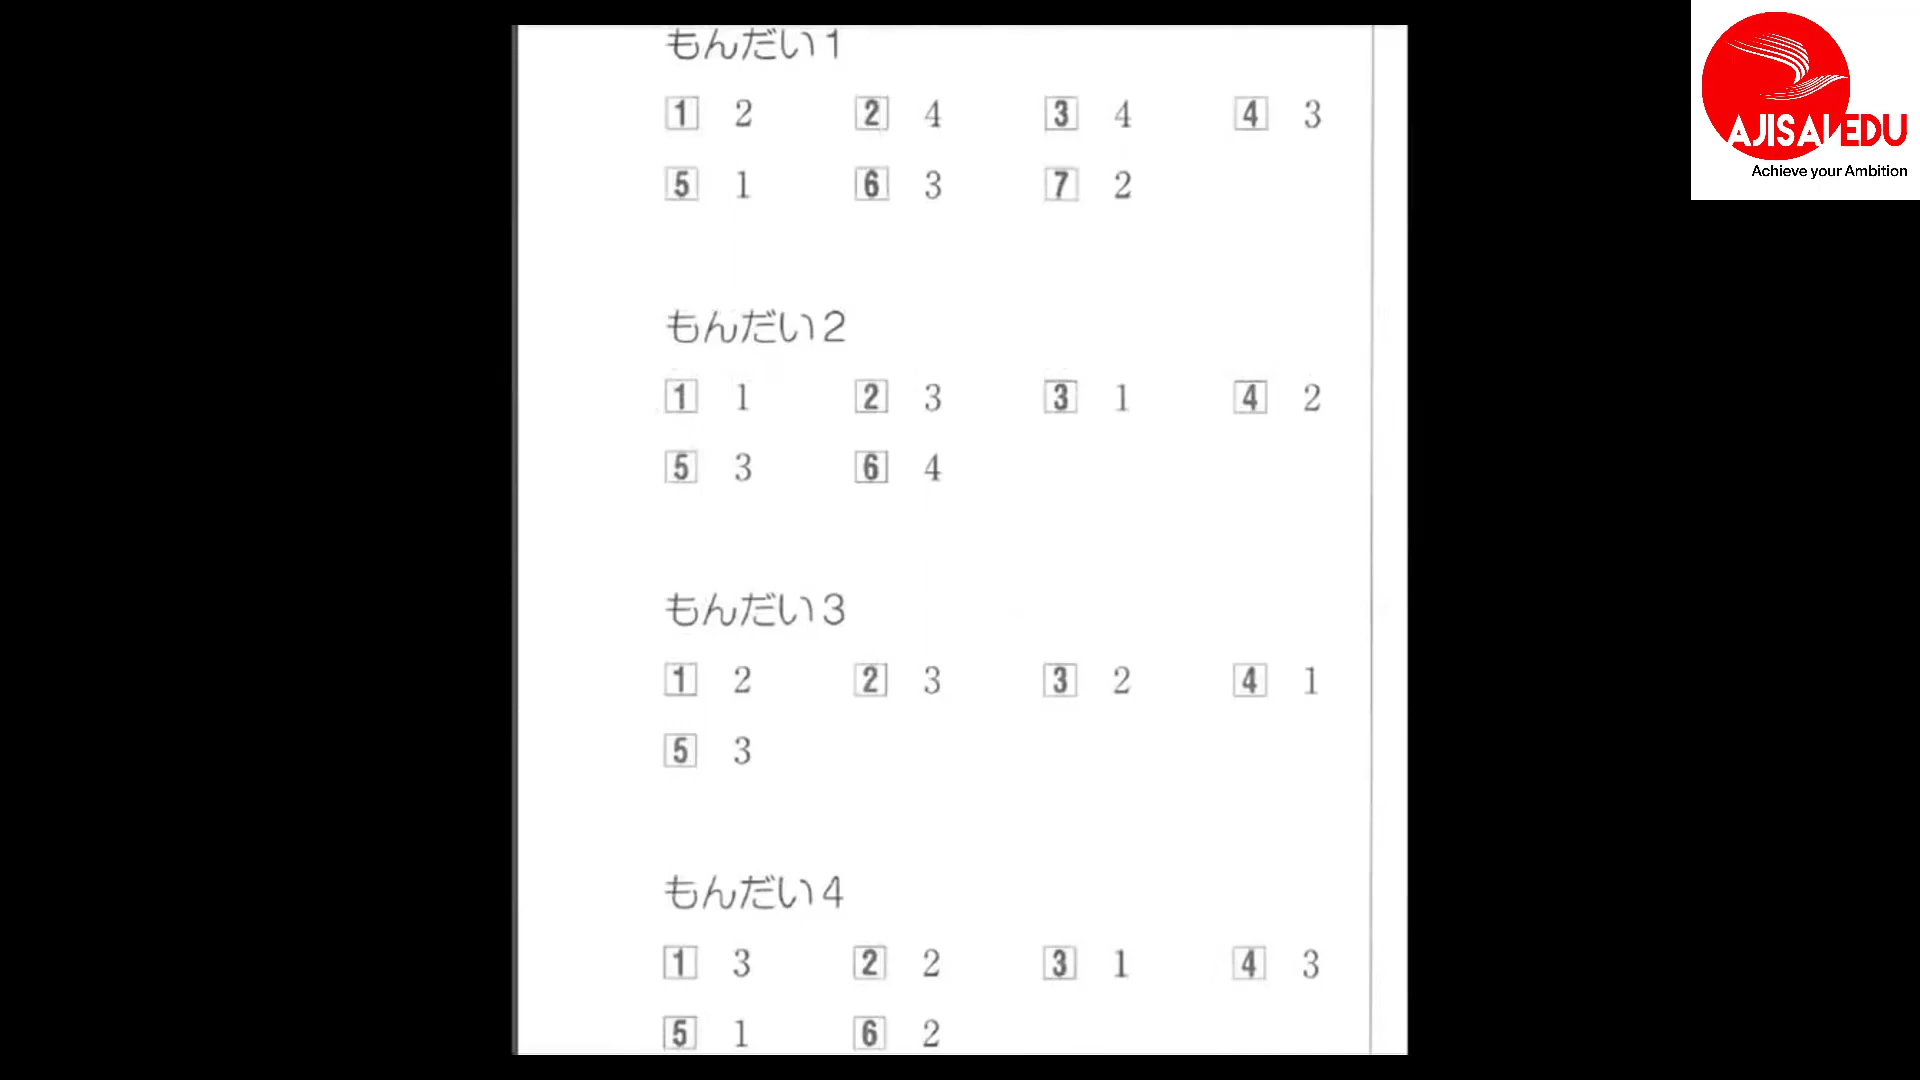 もんだい1
1 2 2 4 3 4 4 3
5 1 6 3 7 2
もんだい2
1 1 2 3 3 1 4 2
5 3 6 4
もんだい3
1 2 2 3 3 2 4 1
5 3
もんだい4
1 3 2 2 3 1 4 3
5 1 6 2
AJISAI EDU
Achieve your Ambition